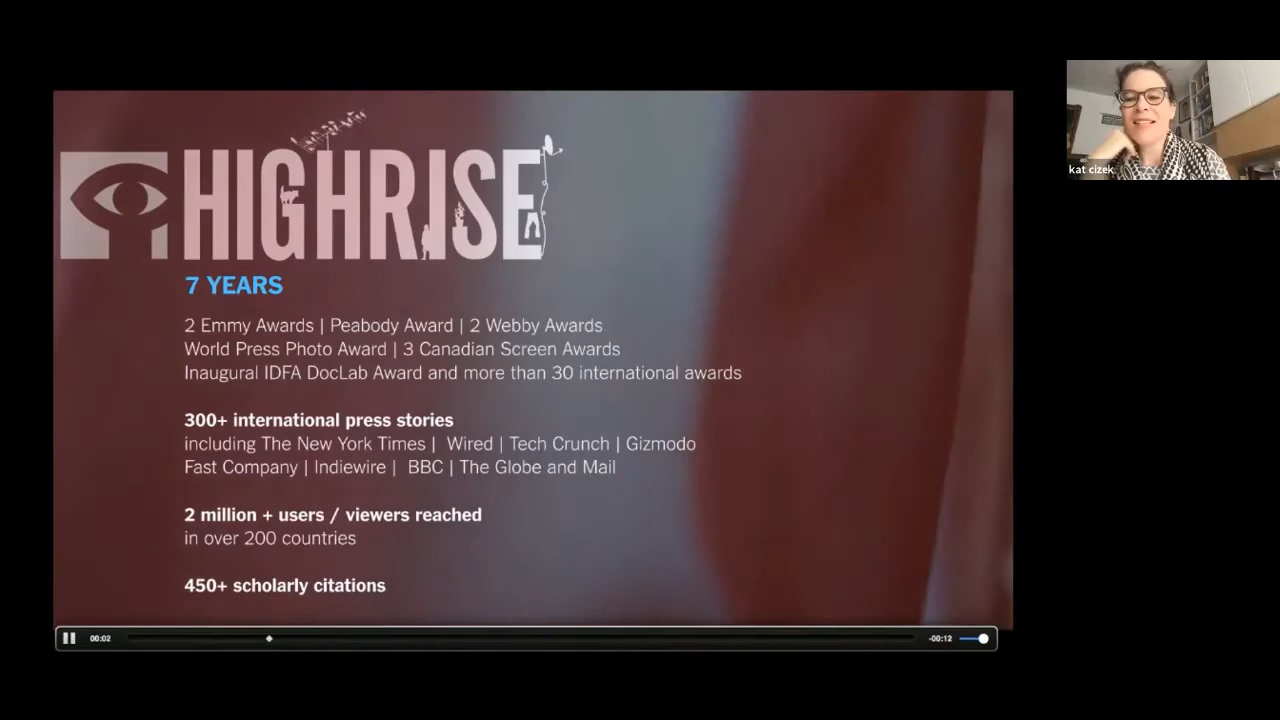 HIGHRISE
7 YEARS
2 Emmy Awards | Peabody Award | 2 Webby Awards
World Press Photo Award | 3 Canadian Screen Awards
Inaugural IDFA DocLab Award and more than 30 international awards
300+ international press stories
including The New York Times | Wired | Tech Crunch | Gizmodo
Fast Company | Indiewire | BBC | The Globe and Mail
2 million + users / viewers reached
in over 200 countries
450+ scholarly citations
00:02
-00:12
kat cizek